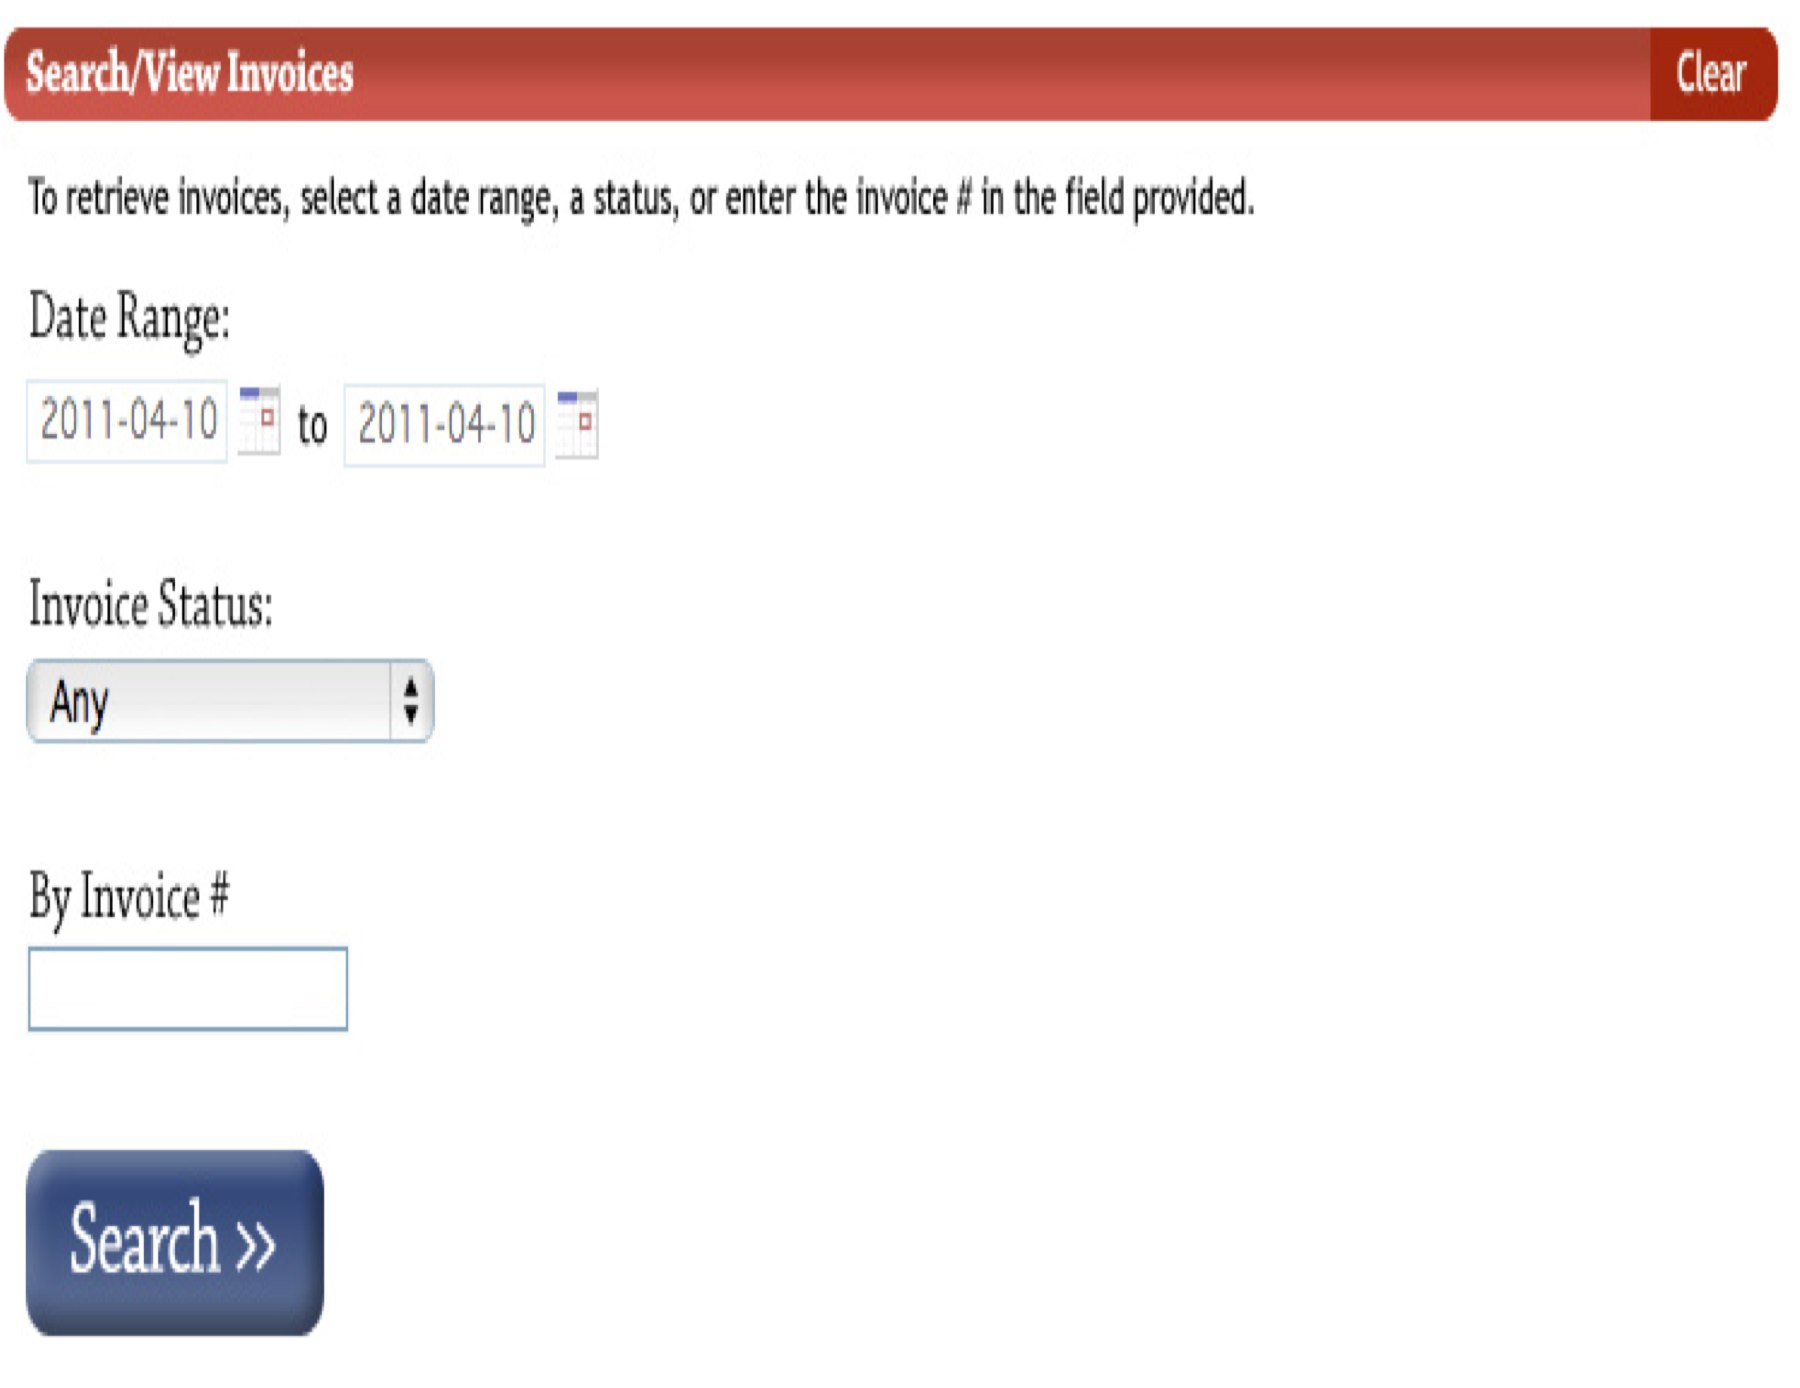 Search/View Invoices Clear
To retrieve invoices, select a date range, a status, or enter the invoice # in the field provided.
Date Range:
2011-04-10 to 2011-04-10
Invoice Status:
Any
By Invoice #
Search »